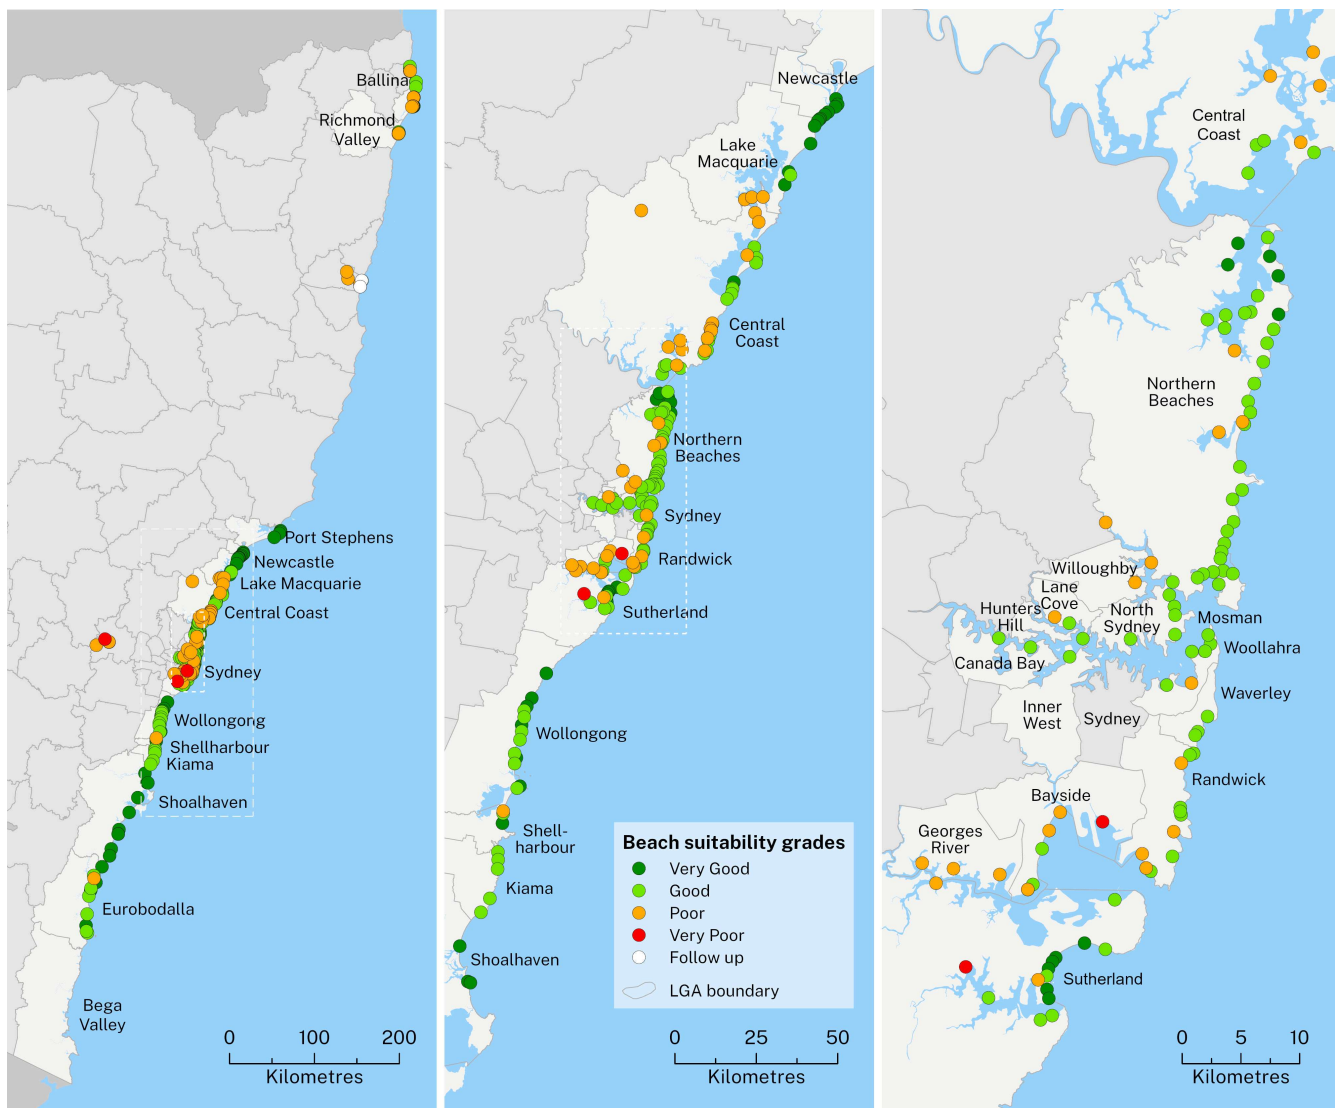 Ballina
Richmond
Valley
Port Stephens
Newcastle
Lake Macquarie
Central Coast
Sydney
Wollongong
Shellharbour
Kiama
Shoalhaven
Eurobodalla
Bega
Valley
0 100 200
Kilometres
Newcastle
Lake
Macquarie
Central
Coast
Northern
Beaches
Sydney
Randwick
Sutherland
Wollongong
Shell-
harbour
Kiama
Shoalhaven
Beach suitability grades
Very Good
Good
Poor
Very Poor
Follow up
LGA boundary
0 25 50
Kilometres
Central
Coast
Northern
Beaches
Willoughby
Lane
Cove
Hunters
Hill
North
Sydney
Mosman
Woollahra
Canada Bay
Waverley
Inner
West
Sydney
Randwick
Bayside
Georges
River
Sutherland
0 5 10
Kilometres